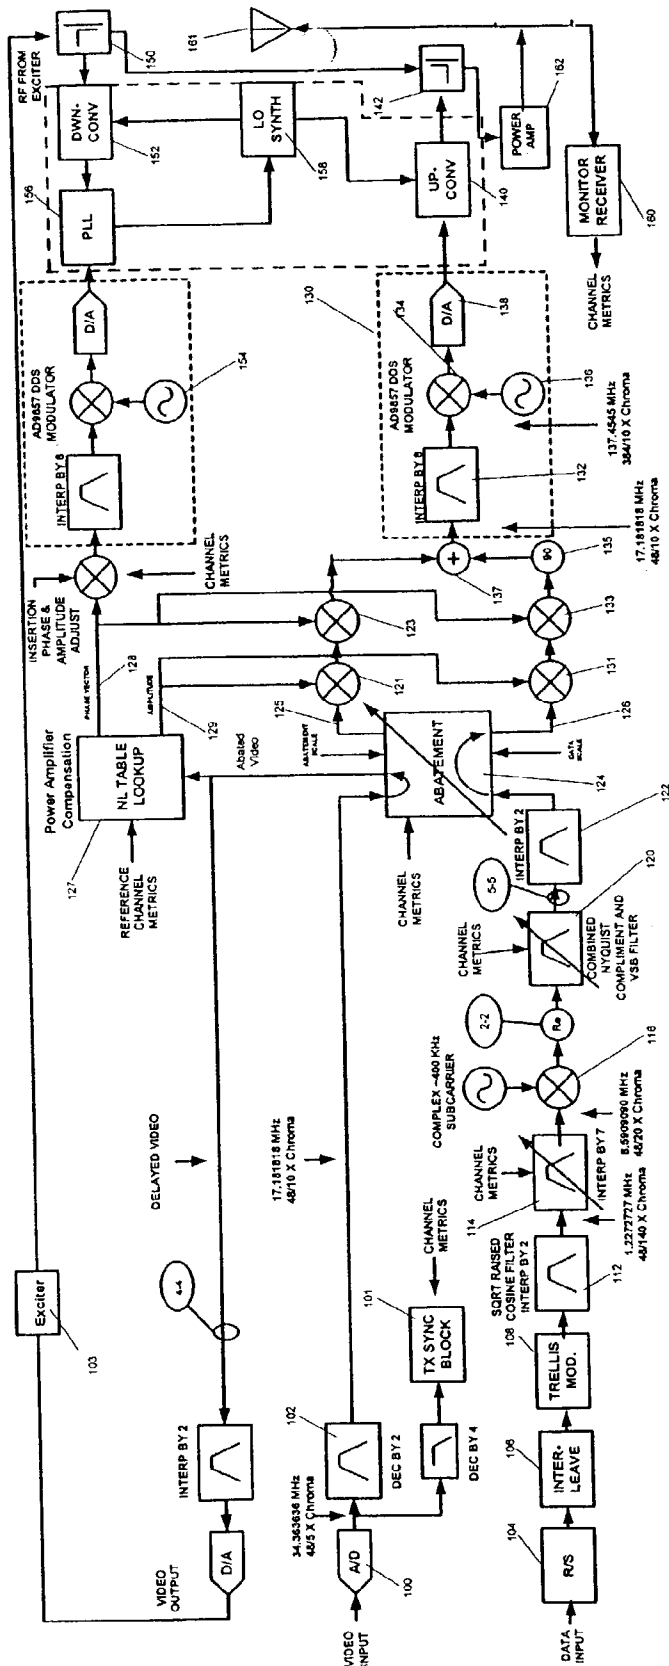 RF FROM
EXCITER
150
DWN-
CONV
152
156
PLL
LO
SYNTH
158
161
142
UP-
CONV
140
POWER
AMP
162
MONITOR
RECEIVER
160
CHANNEL
METRICS
D/A
AD9857 DDS
MODULATOR
154
INTERP BY 8
130
134
D/A
138
AD9857 DDS
MODULATOR
136
INTERP BY 8
132
137.4545 MHz
384/10 X Chroma
17.181818 MHz
48/10 X Chroma
INSERTION
PHASE &
AMPLITUDE
ADJUST
CHANNEL
METRICS
PHASE VECTOR
128
AMPLITUDE
129
123
121
125
+
137
90
135
133
131
126
Power Amplifier
Compensation
NL TABLE
LOOKUP
127
REFERENCE
CHANNEL
METRICS
Abated
Video
ABATEMENT
SCALE
ABATEMENT
DATA
SCALE
124
CHANNEL
METRICS
INTERP BY 2
122
5-5
CHANNEL
METRICS
120
COMBINED
NYQUIST
COMPLIMENT AND
VSB FILTER
2-2
Re
COMPLEX ~400 KHz
SUBCARRIER
116
8.5909090 MHz
48/20 X Chroma
CHANNEL
METRICS
INTERP BY 7
114
1.2272727 MHz
48/140 X Chroma
SQRT RAISED
COSINE FILTER
INTERP BY 2
112
108
TRELLIS
MOD.
106
INTER-
LEAVE
104
R/S
DATA
INPUT
DELAYED VIDEO
17.181818 MHz
48/10 X Chroma
4-4
Exciter
103
INTERP BY 2
D/A
VIDEO
OUTPUT
CHANNEL
METRICS
101
TX SYNC
BLOCK
DEC BY 4
102
DEC BY 2
34.363636 MHz
48/5 X Chroma
A/D
100
VIDEO
INPUT